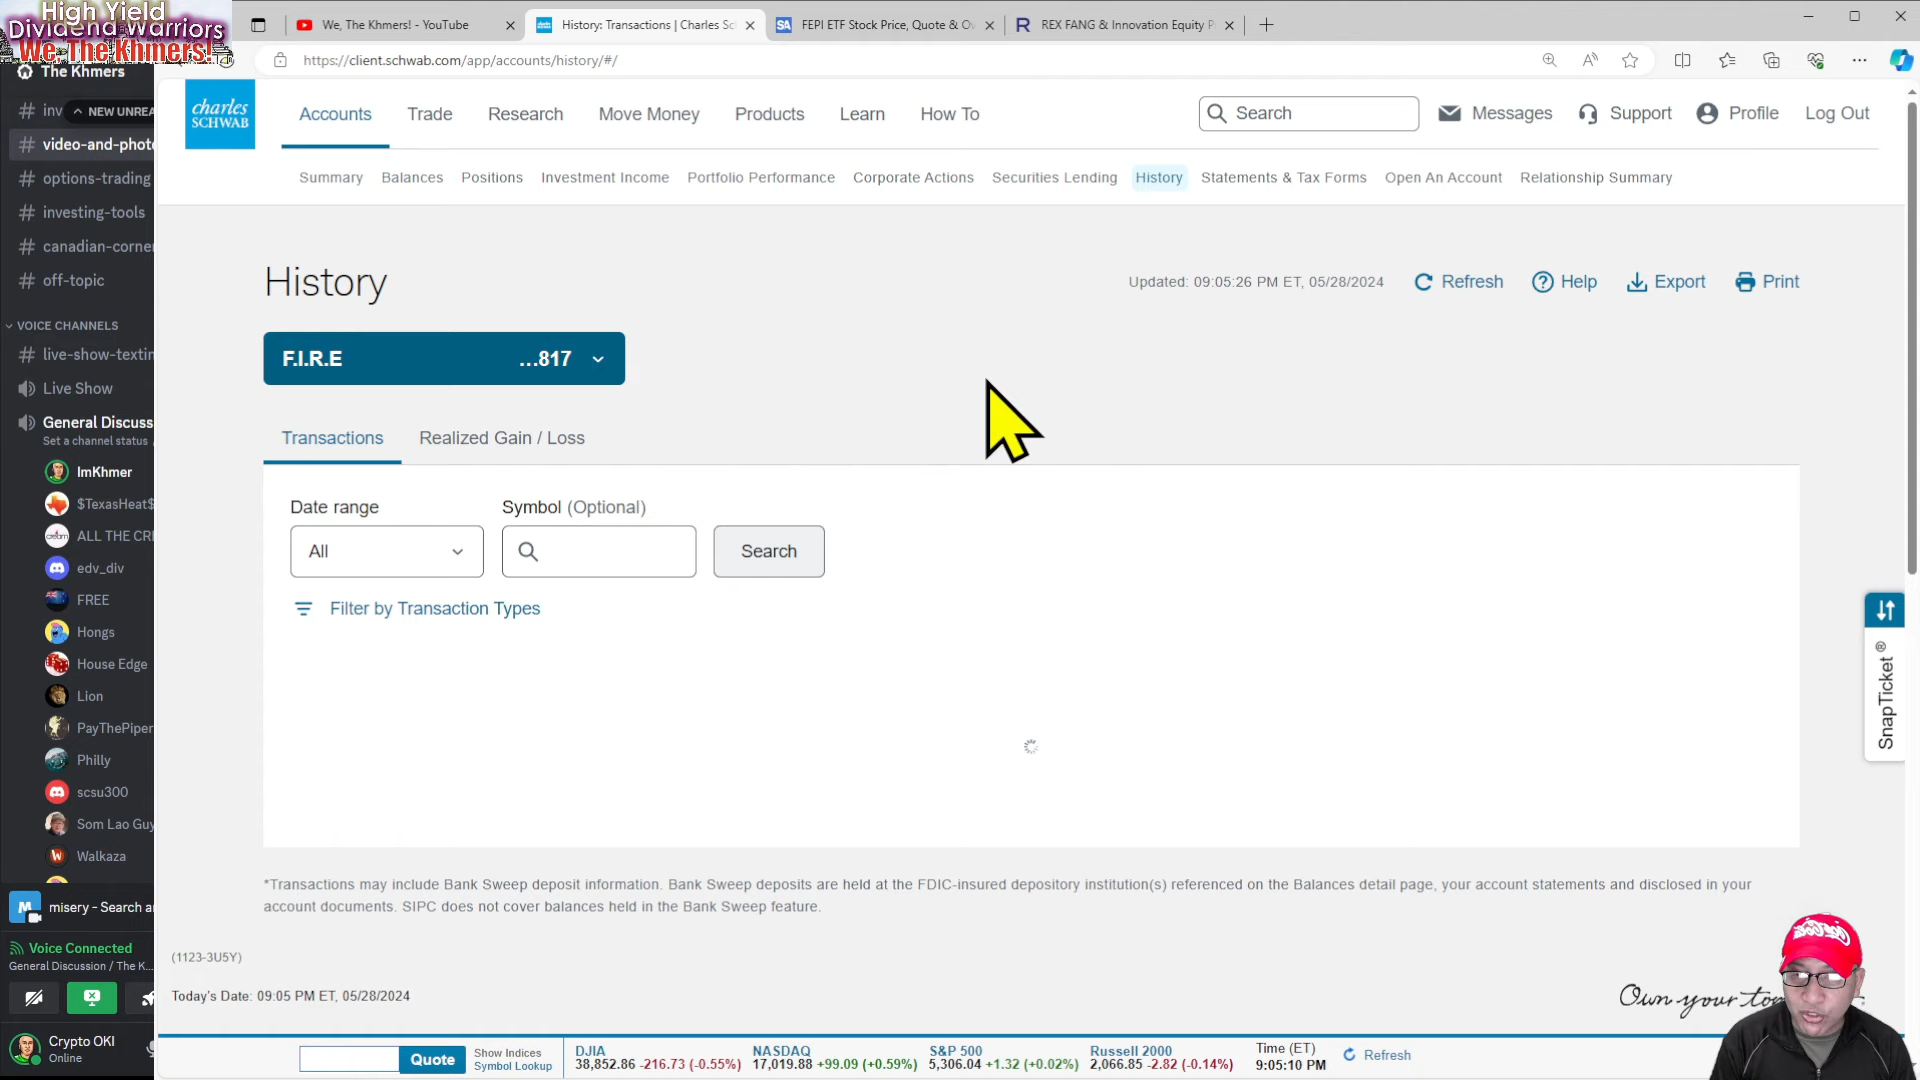 High Yield
Dividend Warriors
We The Khmers!
The Khmers
We, The Khmers! - YouTube
History: Transactions | Charles Sc
FEPI ETF Stock Price, Quote & Ov
REX FANG & Innovation Equity P
https://client.schwab.com/app/accounts/history/#/
charles
SCHWAB
Accounts
Trade
Research
Move Money
Products
Learn
How To
Search
Messages
Support
Profile
Log Out
Summary
Balances
Positions
Investment Income
Portfolio Performance
Corporate Actions
Securities Lending
History
Statements & Tax Forms
Open An Account
Relationship Summary
# inv
NEW UNREA
# video-and-phot
# options-trading
# investing-tools
# canadian-corner
# off-topic
VOICE CHANNELS
# live-show-textin
Live Show
General Discuss
Set a channel status
ImKhmer
$TexasHeat$
ALL THE CRE
edv_div
FREE
Hongs
House Edge
Lion
PayThePiper
Philly
scsu300
Som Lao Guy
Walkaza
M
misery - Search an
Voice Connected
General Discussion / The K...
Crypto OKI
Online
History
Updated: 09:05:26 PM ET, 05/28/2024
Refresh
Help
Export
Print
F.I.R.E ...817
Transactions
Realized Gain / Loss
Date range
Symbol (Optional)
All
Search
Filter by Transaction Types
SnapTicket®
*Transactions may include Bank Sweep deposit information. Bank Sweep deposits are held at the FDIC-insured depository institution(s) referenced on the Balances detail page, your account statements and disclosed in your
account documents. SIPC does not cover balances held in the Bank Sweep feature.
(1123-3U5Y)
Today's Date: 09:05 PM ET, 05/28/2024
Own your to
Quote
Show Indices
Symbol Lookup
DJIA
38,852.86 -216.73 (-0.55%)
NASDAQ
17,019.88 +99.09 (+0.59%)
S&P 500
5,306.04 +1.32 (+0.02%)
Russell 2000
2,066.85 -2.82 (-0.14%)
Time (ET)
9:05:10 PM
Refresh
Coca-Cola